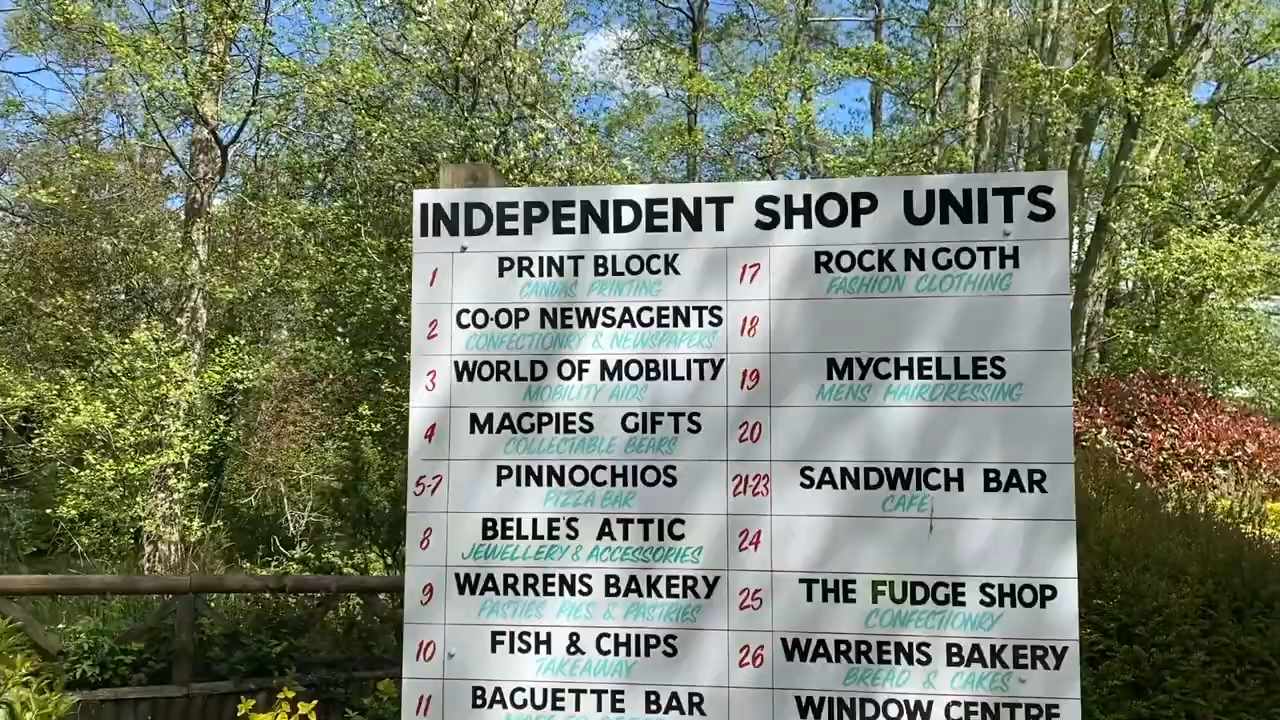 INDEPENDENT SHOP UNITS
1 PRINT BLOCK
CANVAS PRINTING
2 CO-OP NEWSAGENTS
CONFECTIONRY & NEWSPAPERS
3 WORLD OF MOBILITY
MOBILITY AIDS
4 MAGPIES GIFTS
COLLECTABLE BEARS
5-7 PINNOCHIOS
PIZZA BAR
8 BELLE'S ATTIC
JEWELLERY & ACCESSORIES
9 WARRENS BAKERY
PASTIES PIES & PASTRIES
10 FISH & CHIPS
TAKEAWAY
11 BAGUETTE BAR
17 ROCK N GOTH
FASHION CLOTHING
18
19 MYCHELLES
MENS HAIRDRESSING
20
21-23 SANDWICH BAR
CAFE
24
25 THE FUDGE SHOP
CONFECTIONRY
26 WARRENS BAKERY
BREAD & CAKES
WINDOW CENTRE